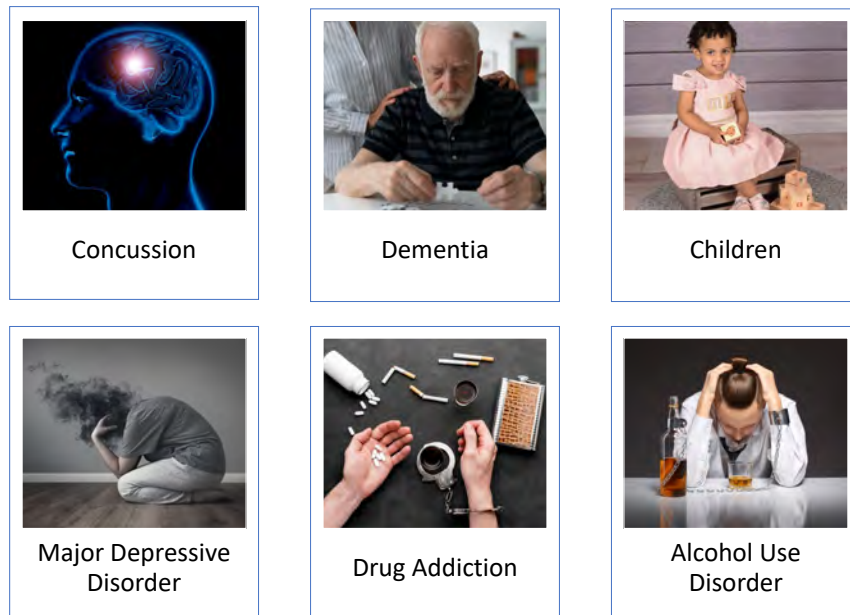 Concussion
Dementia
Children
Major Depressive
Disorder
Drug Addiction
Alcohol Use
Disorder